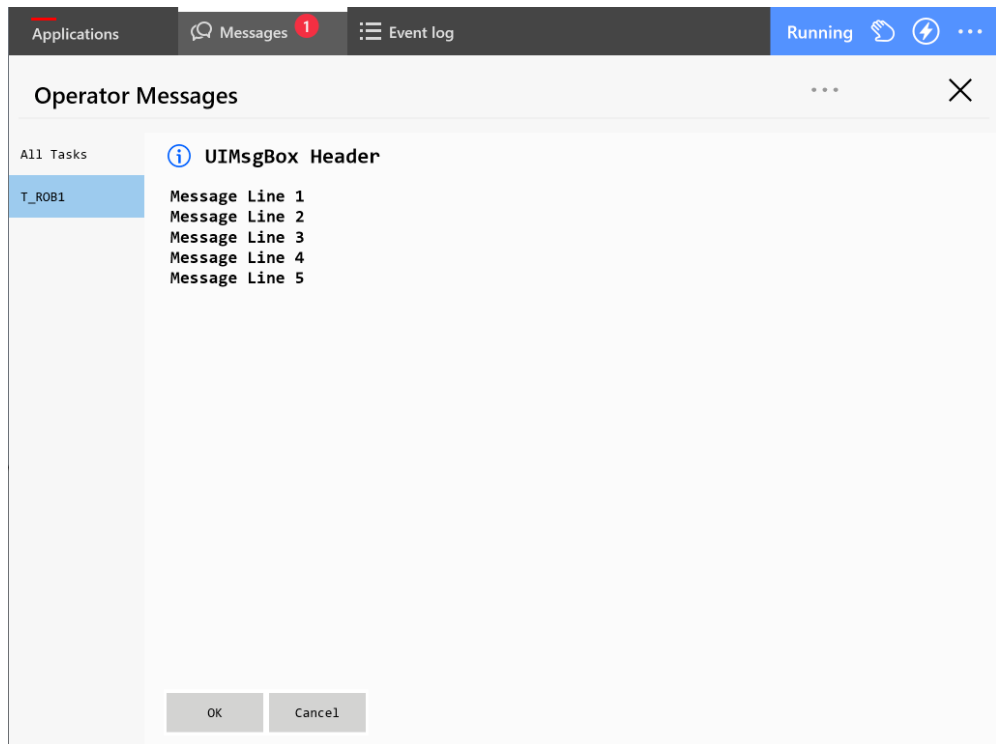 Applications
Messages 1
Event log
Running
Operator Messages
All Tasks
T_ROB1
UIMsgBox Header
Message Line 1
Message Line 2
Message Line 3
Message Line 4
Message Line 5
OK
Cancel